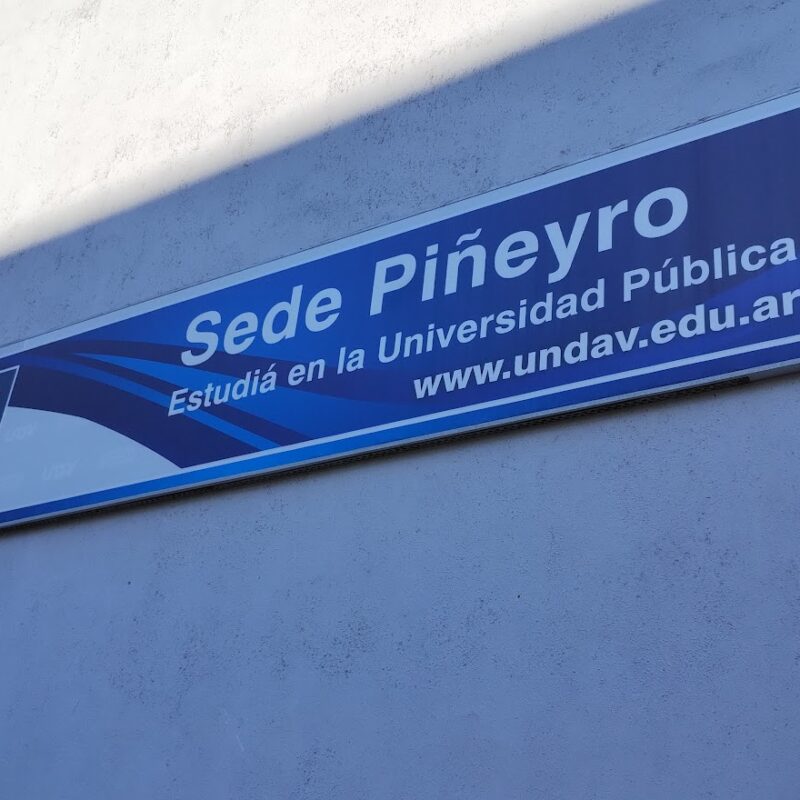 Sede Piñeyro
Estudiá en la Universidad Pública
www.undav.edu.ar